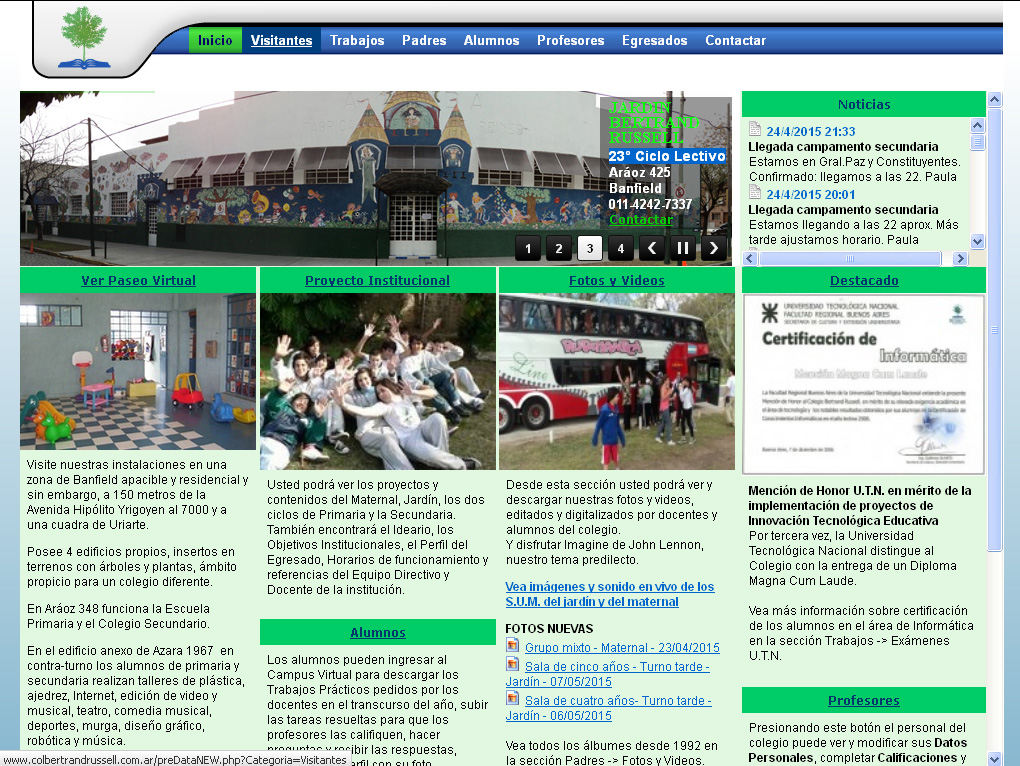 Inicio Visitantes Trabajos Padres Alumnos Profesores Egresados Contactar
JARDIN
BERTRAND
RUSSELL
23º Ciclo Lectivo
Aráoz 425
Banfield
011-4242-7337
Contactar
1 2 3 4
Noticias
24/4/2015 21:33
Llegada campamento secundaria
Estamos en Gral.Paz y Constituyentes.
Confirmado: llegamos a las 22. Paula
24/4/2015 20:01
Llegada campamento secundaria
Estamos llegando a las 22 aprox. Más
tarde ajustamos horario. Paula
Ver Paseo Virtual
Visite nuestras instalaciones en una
zona de Banfield apacible y residencial y
sin embargo, a 150 metros de la
Avenida Hipólito Yrigoyen al 7000 y a
una cuadra de Uriarte.
Posee 4 edificios propios, insertos en
terrenos con árboles y plantas, ámbito
propicio para un colegio diferente.
En Aráoz 348 funciona la Escuela
Primaria y el Colegio Secundario.
En el edificio anexo de Azara 1967 en
contra-turno los alumnos de primaria y
secundaria realizan talleres de plástica,
ajedrez, Internet, edición de video y
musical, teatro, comedia musical,
deportes, murga, diseño gráfico,
robótica y música.
Proyecto Institucional
Usted podrá ver los proyectos y
contenidos del Maternal, Jardín, los dos
ciclos de Primaria y la Secundaria.
También encontrará el Ideario, los
Objetivos Institucionales, el Perfil del
Egresado, Horarios de funcionamiento y
referencias del Equipo Directivo y
Docente de la institución.
Alumnos
Los alumnos pueden ingresar al
Campus Virtual para descargar los
Trabajos Prácticos pedidos por los
docentes en el transcurso del año, subir
las tareas resueltas para que los
profesores las califiquen, hacer
preguntas y recibir las respuestas,
perfil con su foto
Fotos y Videos
Desde esta sección usted podrá ver y
descargar nuestras fotos y videos,
editados y digitalizados por docentes y
alumnos del colegio.
Y disfrutar Imagine de John Lennon,
nuestro tema predilecto.
Vea imágenes y sonido en vivo de los
S.U.M. del jardín y del maternal
FOTOS NUEVAS
Grupo mixto - Maternal - 23/04/2015
Sala de cinco años - Turno tarde -
Jardín - 07/05/2015
Sala de cuatro años- Turno tarde -
Jardín - 06/05/2015
Vea todos los álbumes desde 1992 en
la sección Padres -> Fotos y Videos.
Destacado
UNIVERSIDAD TECNOLÓGICA NACIONAL
FACULTAD REGIONAL BUENOS AIRES
SECRETARÍA DE CULTURA Y EXTENSIÓN UNIVERSITARIA
Certificación de
Informática
Mención Magna Cum Laude
Mención de Honor U.T.N. en mérito de la
implementación de proyectos de
Innovación Tecnológica Educativa
Por tercera vez, la Universidad
Tecnológica Nacional distingue al
Colegio con la entrega de un Diploma
Magna Cum Laude.
Vea más información sobre certificación
de los alumnos en el área de Informática
en la sección Trabajos -> Exámenes
U.T.N.
Profesores
Presionando este botón el personal del
colegio puede ver y modificar sus Datos
Personales, completar Calificaciones y
www.colbertrandrussell.com.ar/preDataNEW.php?Categoria=Visitantes